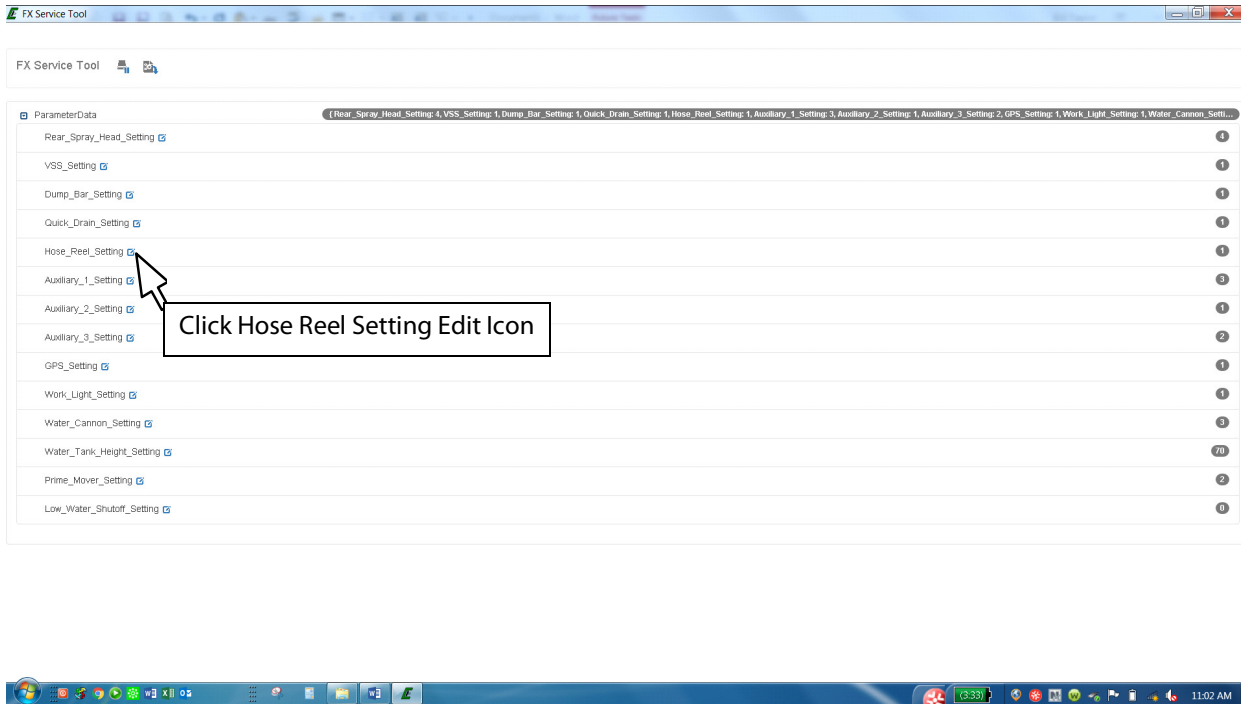 FX Service Tool
FX Service Tool
ParameterData
{Rear_Spray_Head_Setting: 4, VSS_Setting: 1, Dump_Bar_Setting: 1, Quick_Drain_Setting: 1, Hose_Reel_Setting: 1, Auxiliary_1_Setting: 3, Auxiliary_2_Setting: 1, Auxiliary_3_Setting: 2, GPS_Setting: 1, Work_Light_Setting: 1, Water_Cannon_Setti...
Rear_Spray_Head_Setting 4
VSS_Setting 1
Dump_Bar_Setting 1
Quick_Drain_Setting 1
Hose_Reel_Setting 1
Auxiliary_1_Setting 3
Auxiliary_2_Setting 1
Click Hose Reel Setting Edit Icon
Auxiliary_3_Setting 2
GPS_Setting 1
Work_Light_Setting 1
Water_Cannon_Setting 3
Water_Tank_Height_Setting 70
Prime_Mover_Setting 2
Low_Water_Shutoff_Setting 0
(3:33)
11:02 AM